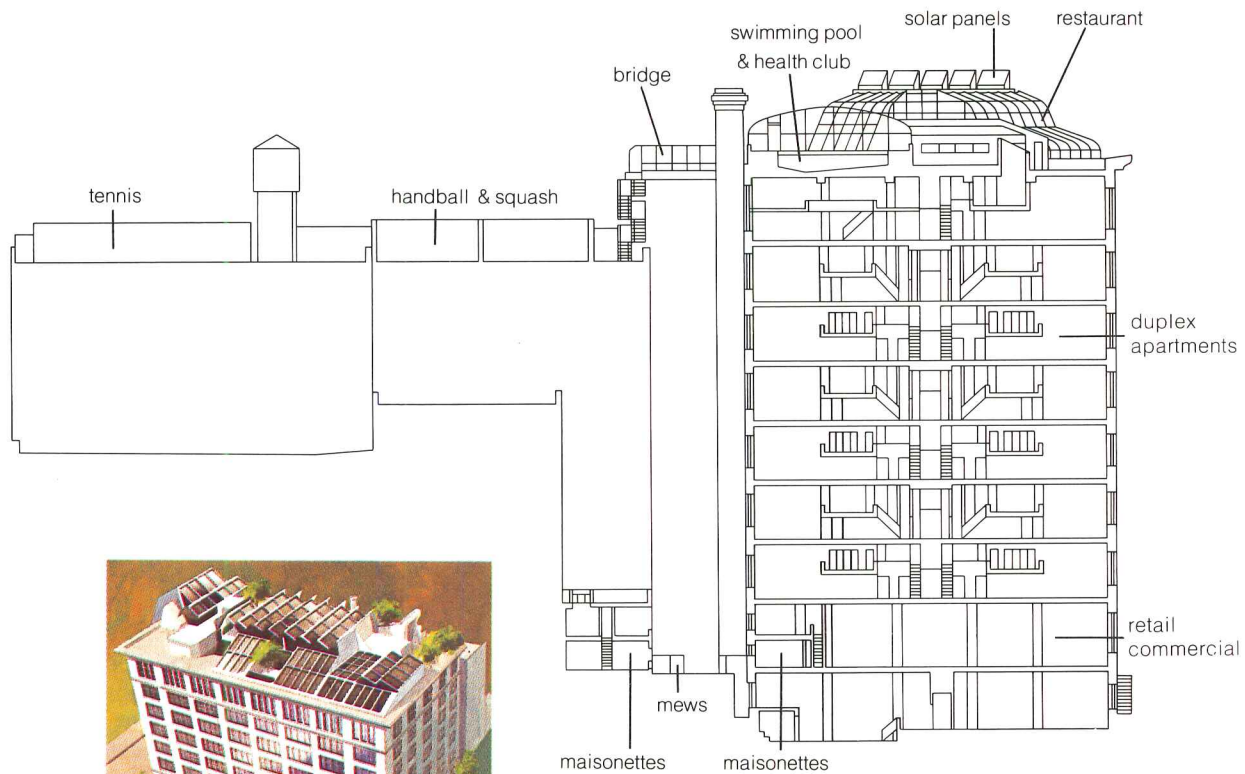 solar panels
restaurant
swimming pool
& health club
bridge
tennis
handball & squash
duplex
apartments
retail
commercial
mews
maisonettes
maisonettes